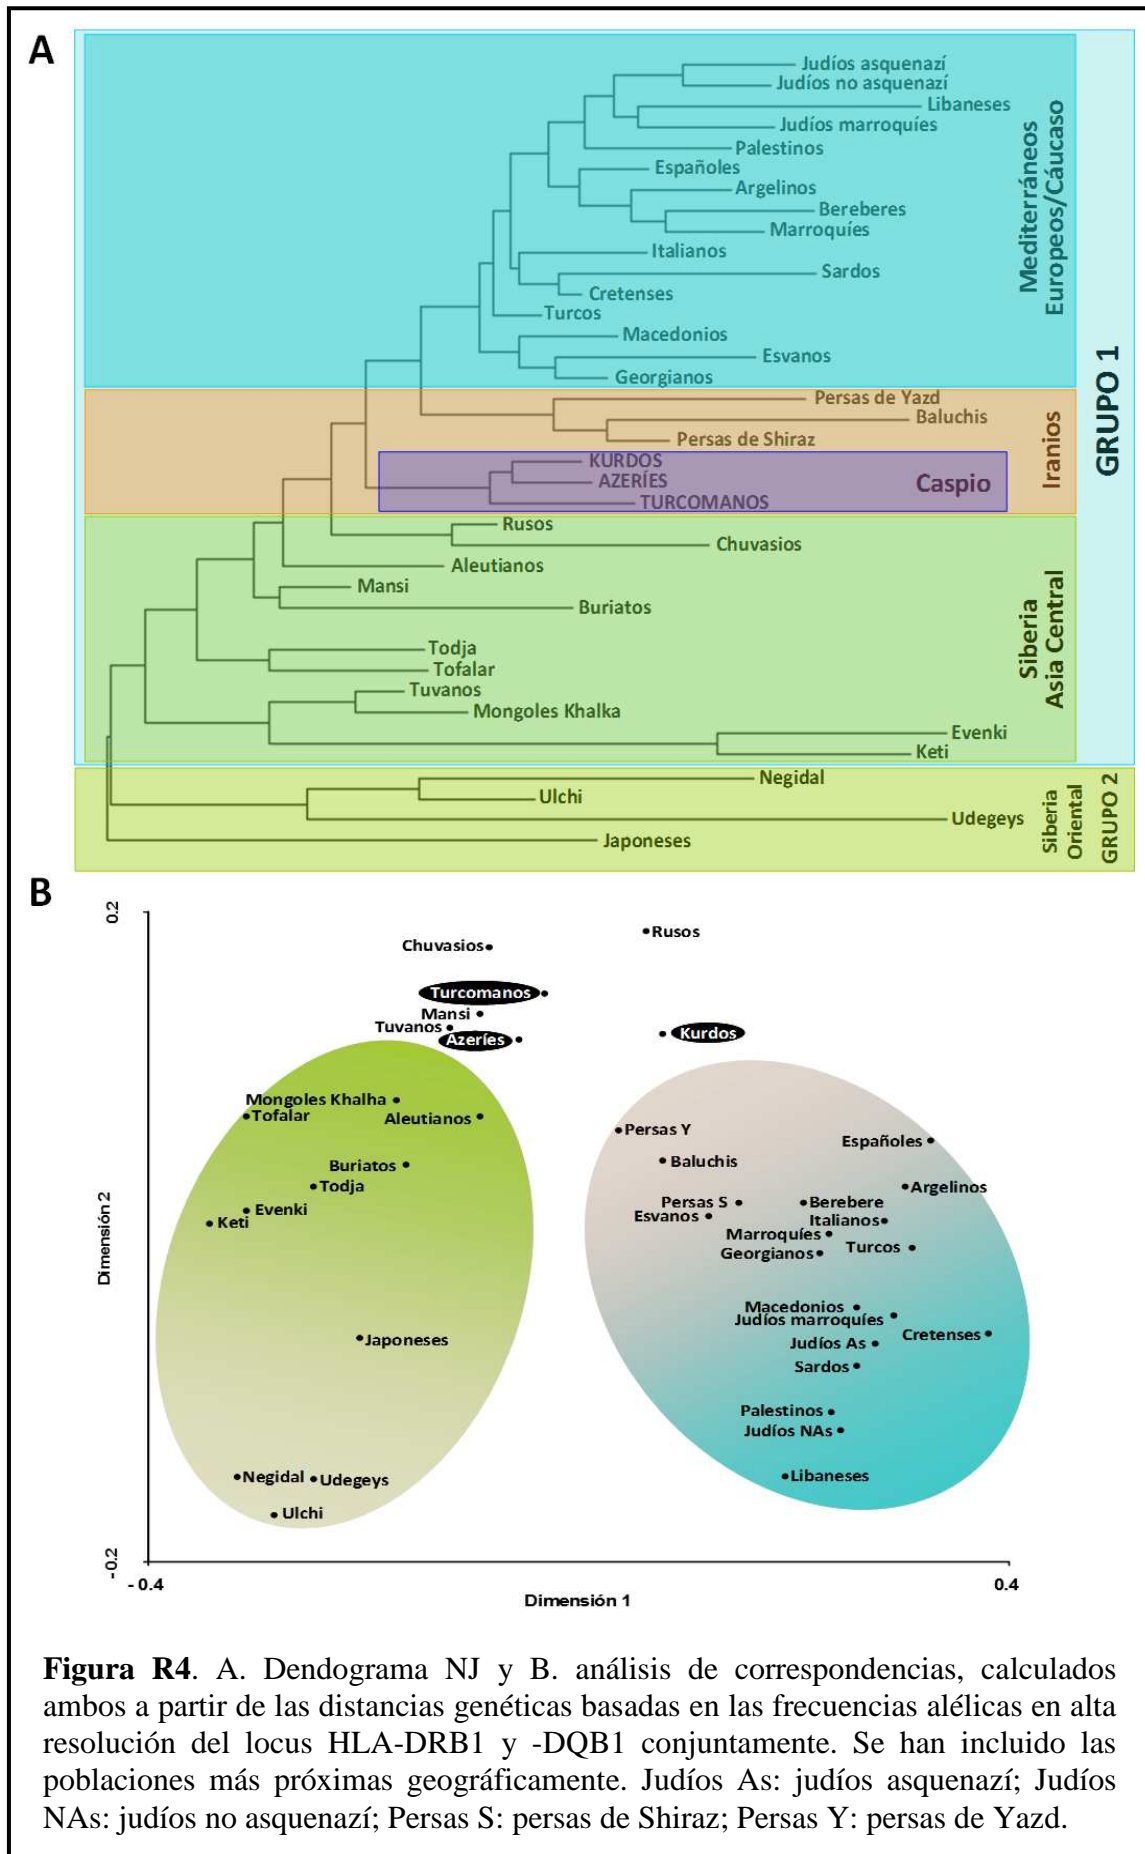 A
Judíos asquenazí
Judíos no asquenazí
Libaneses
Judíos marroquíes
Palestinos
Españoles
Argelinos
Bereberes
Marroquíes
Italianos
Sardos
Cretenses
Turcos
Macedonios
Esvanos
Georgianos
Mediterráneos
Europeos/Cáucaso
Persas de Yazd
Baluchis
Persas de Shiraz
KURDOS
AZERÍES
TURCOMANOS
Caspio
Iranios
GRUPO 1
Rusos
Chuvasios
Aleutianos
Mansi
Buriatos
Todja
Tofalar
Tuvanos
Mongoles Khalka
Evenki
Keti
Siberia
Asia Central
Negidal
Ulchi
Udegeys
Japoneses
Siberia
Oriental
GRUPO 2
B
0.2
Rusos
Chuvasios
Turcomanos
Mansi
Tuvanos
Azeríes
Kurdos
Mongoles Khalha
Tofalar
Aleutianos
Persas Y
Españoles
Buriatos
Baluchis
Todja
Argelinos
Persas S
Berebere
Evenki
Keti
Esvanos
Italianos
Marroquíes
Georgianos
Turcos
Dimensión 2
Macedonios
Judíos marroquíes
Japoneses
Judíos As
Cretenses
Sardos
Palestinos
Judíos NAs
Negidal
Udegeys
Libaneses
Ulchi
-0.2
- 0.4
0.4
Dimensión 1
Figura R4. A. Dendograma NJ y B. análisis de correspondencias, calculados
ambos a partir de las distancias genéticas basadas en las frecuencias alélicas en alta
resolución del locus HLA-DRB1 y -DQB1 conjuntamente. Se han incluido las
poblaciones más próximas geográficamente. Judíos As: judíos asquenazí; Judíos
NAs: judíos no asquenazí; Persas S: persas de Shiraz; Persas Y: persas de Yazd.